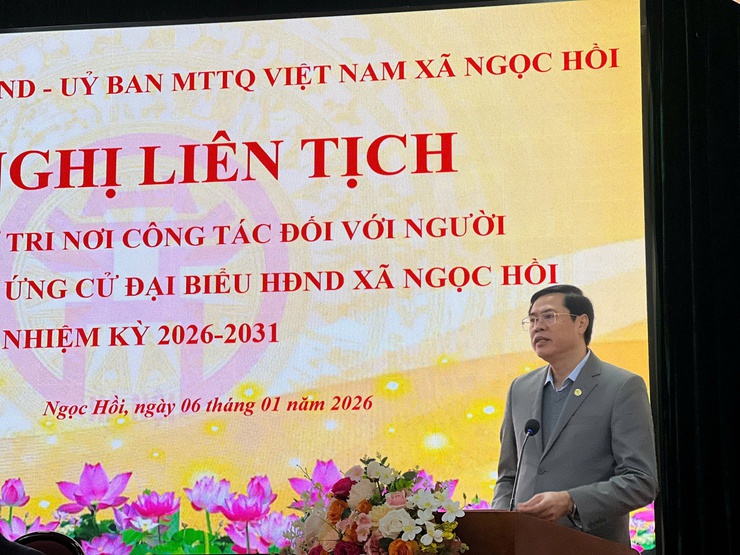 ND - UỶ BAN MTTQ VIỆT NAM XÃ NGỌC HỒI
NGHỊ LIÊN TỊCH
TRI NƠI CÔNG TÁC ĐỐI VỚI NGƯỜI
ỨNG CỬ ĐẠI BIỂU HĐND XÃ NGỌC HỒI
NHIỆM KỲ 2026-2031
Ngọc Hồi, ngày 06 tháng 01 năm 2026